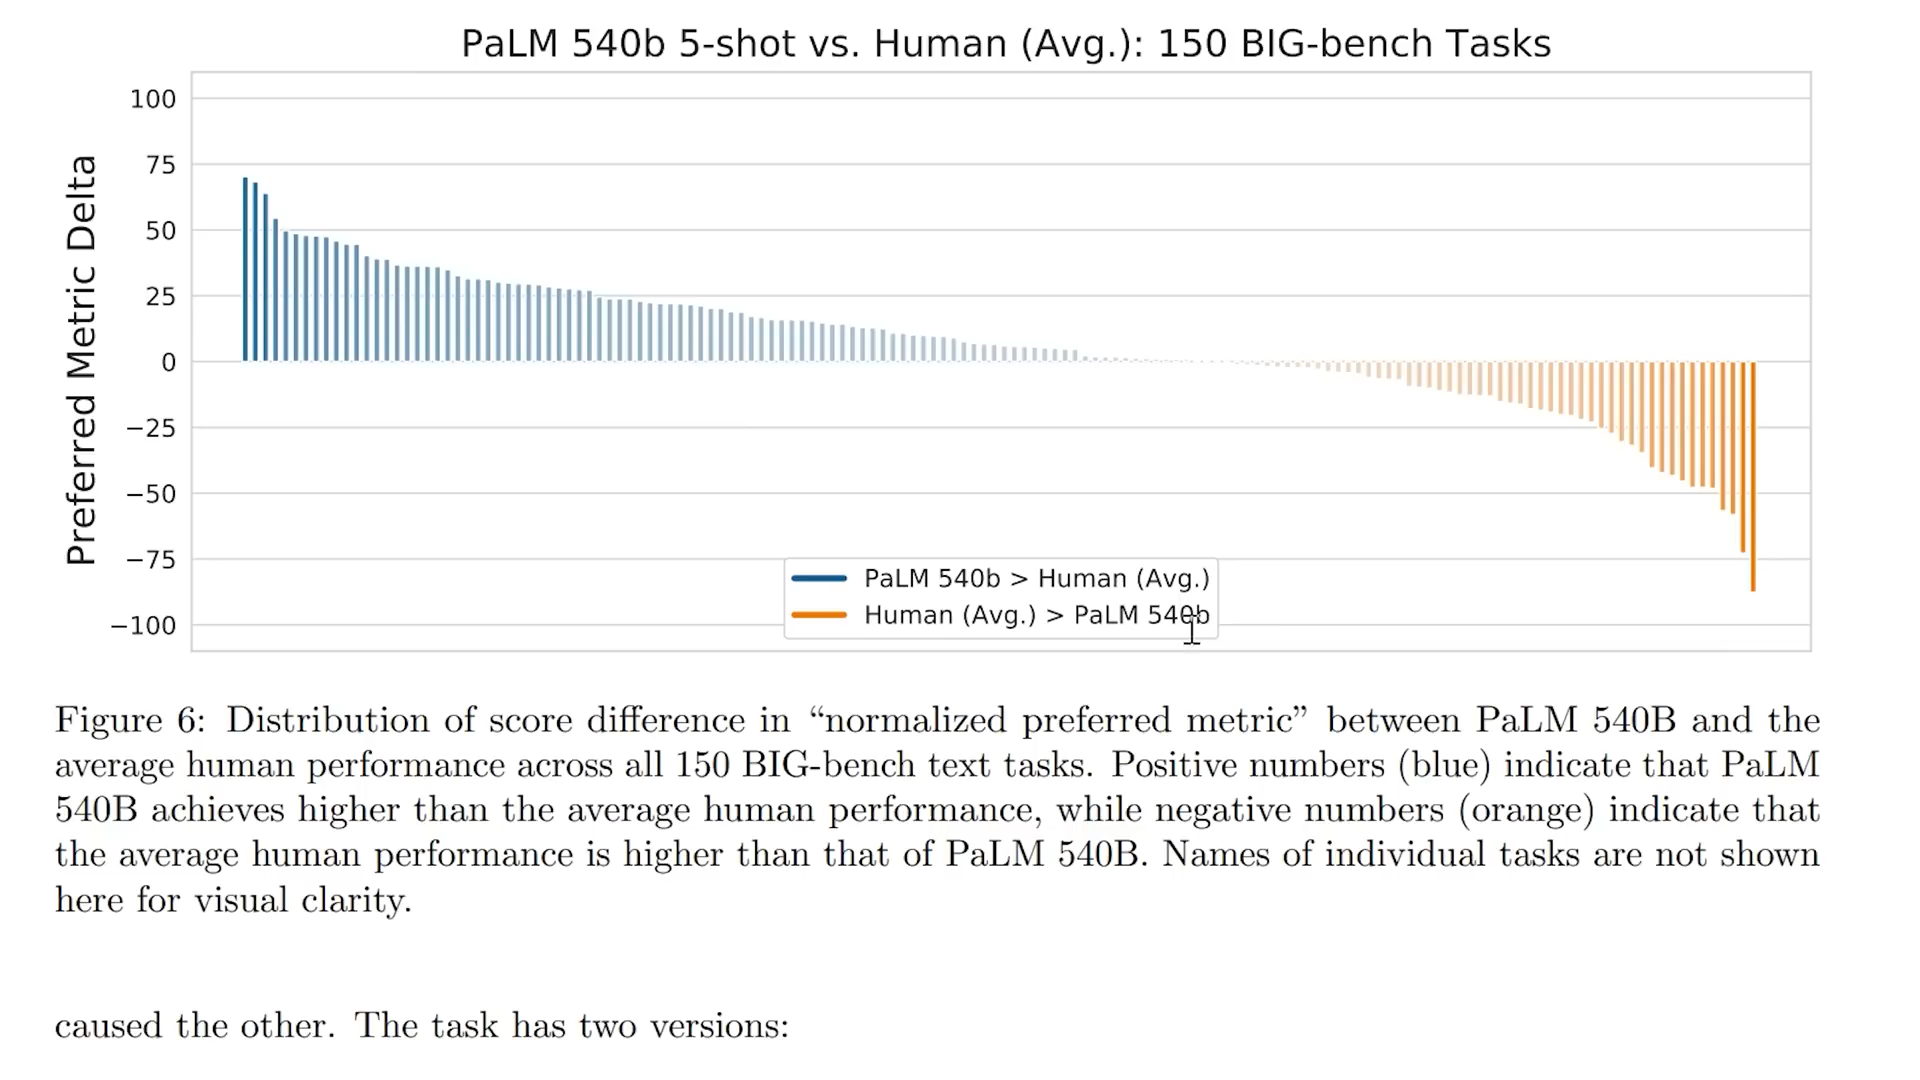 PaLM 540b 5-shot vs. Human (Avg.): 150 BIG-bench Tasks
Preferred Metric Delta
100
75
50
25
0
−25
−50
−75
−100
PaLM 540b > Human (Avg.)
Human (Avg.) > PaLM 540b
Figure 6: Distribution of score difference in “normalized preferred metric” between PaLM 540B and the
average human performance across all 150 BIG-bench text tasks. Positive numbers (blue) indicate that PaLM
540B achieves higher than the average human performance, while negative numbers (orange) indicate that
the average human performance is higher than that of PaLM 540B. Names of individual tasks are not shown
here for visual clarity.
caused the other. The task has two versions: